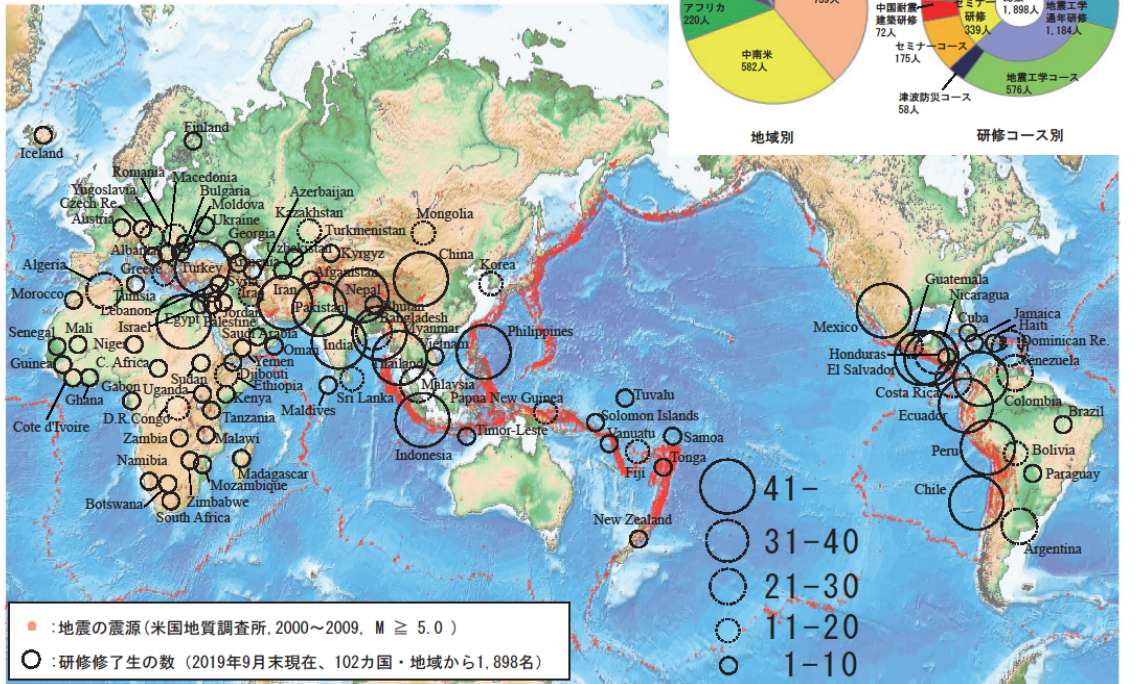 アフリカ
220人
中南米
582人
地域別
中国耐震
建築研修
72人
セミナー
研修
339人
1,898人
地震工学
通年研修
1,184人
セミナーコース
175人
津波防災コース
58人
地震工学コース
576人
研修コース別
Iceland
Finland
Romania
Macedonia
Yugoslavia
Bulgaria
Czech Re.
Moldova
Austria
Ukraine
Azerbaijan
Georgia
Kazakhstan
Mongolia
Turkmenistan
Uzbekistan
Albania
Armenia
Kyrgyz
China
Korea
Algeria
Greece
Turkey
Syria
Afganistan
Iran
Iraq
Nepal
Morocco
Tunisia
Lebanon
Jordan
Pakistan
Bhutan
Israel
Egypt
Palestine
Bangladesh
Senegal
Mali
Niger
Saudi Arabia
India
Myanmar
Vietnam
Philippines
Oman
Guinea
C. Africa
Yemen
Thailand
Sudan
Djibouti
Gabon
Uganda
Ethiopia
Malaysia
Ghana
Kenya
Maldives
Sri Lanka
Papua New Guinea
Tuvalu
D.R.Congo
Tanzania
Cote d'Ivoire
Solomon Islands
Zambia
Malawi
Timor-Leste
Vanuatu
Samoa
Indonesia
Namibia
Madagascar
Fiji
Tonga
Mozambique
Botswana
Zimbabwe
South Africa
New Zealand
Guatemala
Nicaragua
Mexico
Cuba
Jamaica
Haiti
Dominican Re.
Honduras
El Salvador
Venezuela
Costa Rica
Colombia
Ecuador
Brazil
Peru
Bolivia
Paraguay
Chile
Argentina
41-
31-40
21-30
11-20
1-10
:地震の震源(米国地質調査所,2000~2009, M ≧ 5.0 )
:研修修了生の数 (2019年9月末現在、102カ国・地域から1,898名)